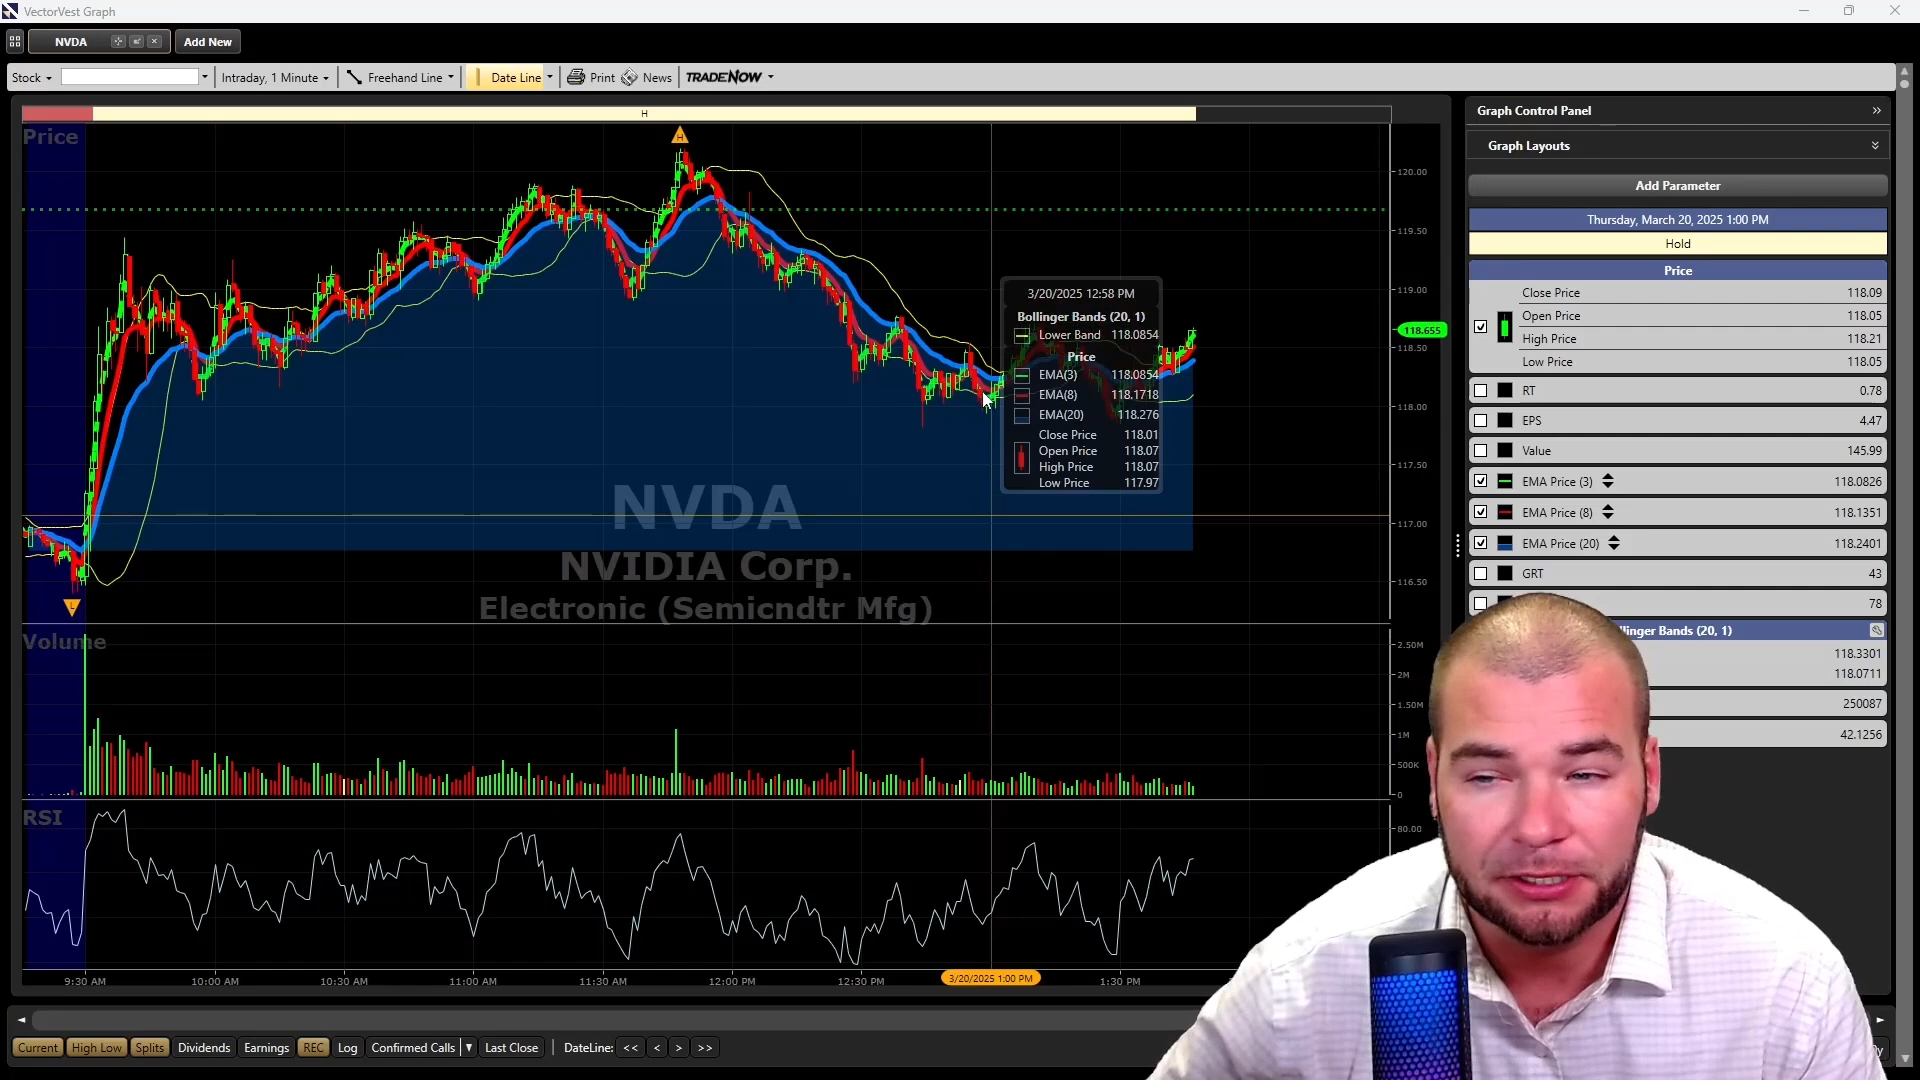 VectorVest Graph
NVDA
Add New
Stock
Intraday, 1 Minute
Freehand Line
Date Line
Print
News
TRADENOW
H
Price
H
120.00
119.50
119.00
118.655
118.50
118.00
117.50
117.00
116.50
3/20/2025 12:58 PM
Bollinger Bands (20, 1)
Lower Band 118.0854
Price
EMA(3) 118.0854
EMA(8) 118.1718
EMA(20) 118.276
Close Price 118.01
Open Price 118.07
High Price 118.07
Low Price 117.97
NVDA
NVIDIA Corp.
Electronic (Semicndtr Mfg)
L
Volume
2.50M
2M
1.50M
1M
500K
0
RSI
80.00
9:30 AM
10:00 AM
10:30 AM
11:00 AM
11:30 AM
12:00 PM
12:30 PM
3/20/2025 1:00 PM
1:30 PM
Graph Control Panel
Graph Layouts
Add Parameter
Thursday, March 20, 2025 1:00 PM
Hold
Price
Close Price 118.09
Open Price 118.05
High Price 118.21
Low Price 118.05
RT 0.78
EPS 4.47
Value 145.99
EMA Price (3) 118.0826
EMA Price (8) 118.1351
EMA Price (20) 118.2401
GRT 43
78
llinger Bands (20, 1)
118.3301
118.0711
250087
42.1256
Current
High Low
Splits
Dividends
Earnings
REC
Log
Confirmed Calls
Last Close
DateLine:
<<
<
>
>>